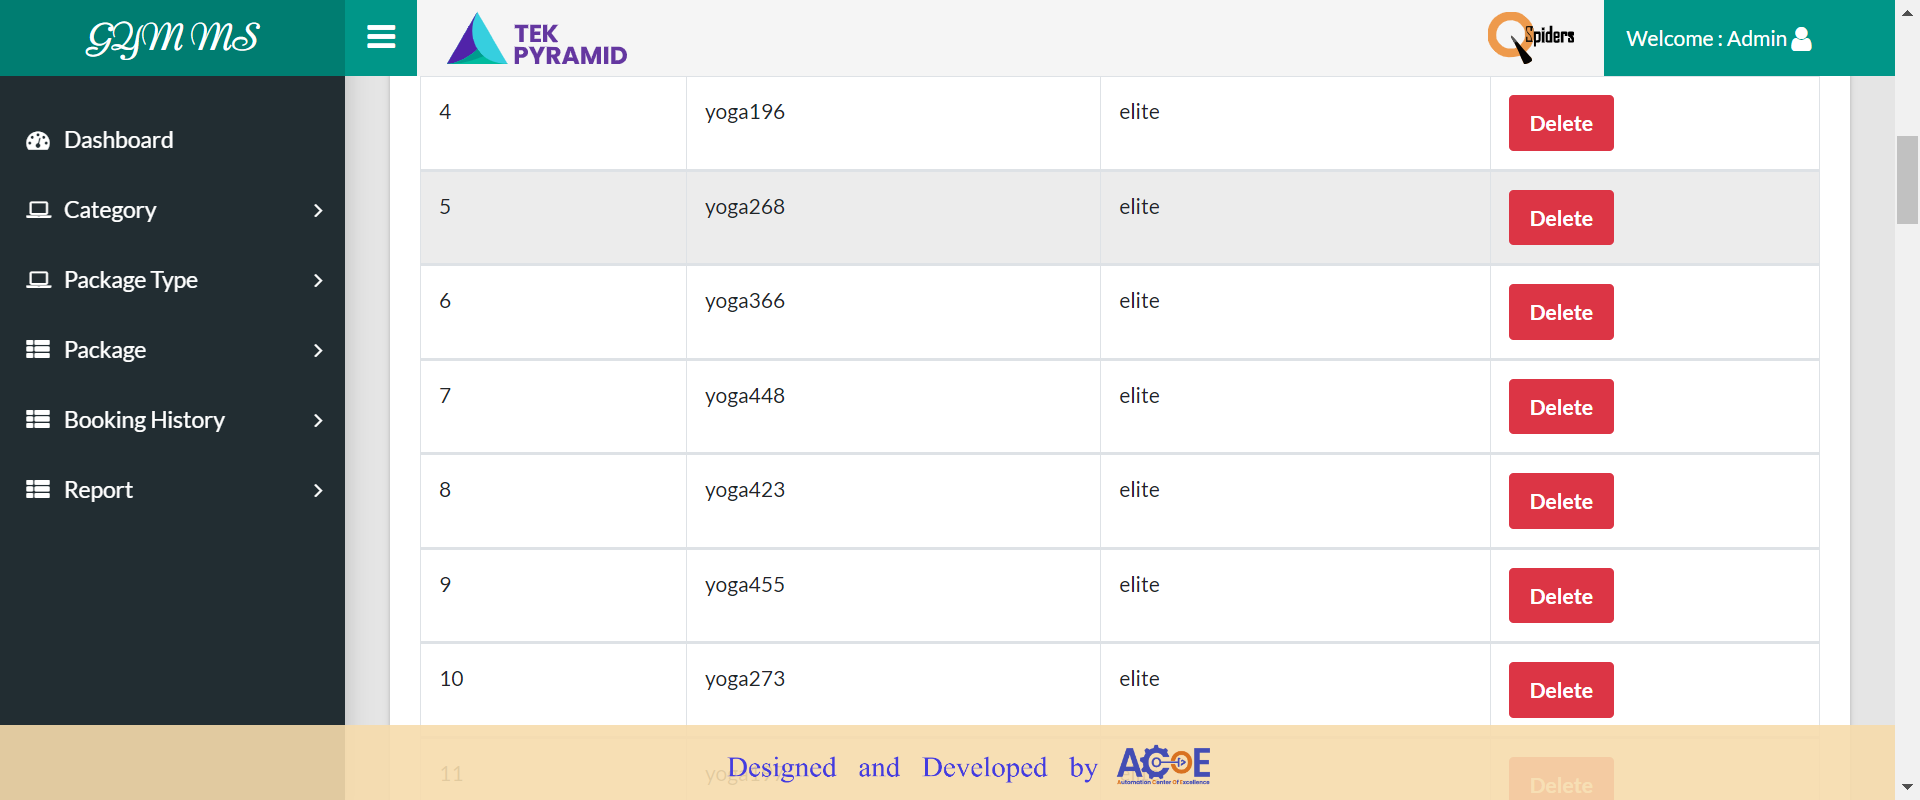 GYM MS
TEK
PYRAMID
Spiders
Welcome : Admin
Dashboard
Category
Package Type
Package
Booking History
Report
4 yoga196 elite Delete
5 yoga268 elite Delete
6 yoga366 elite Delete
7 yoga448 elite Delete
8 yoga423 elite Delete
9 yoga455 elite Delete
10 yoga273 elite Delete
11 Delete
Designed and Developed by ACOE
Automation Center Of Excellence